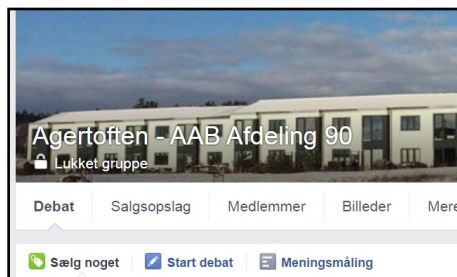 Agertoften - AAB Afdeling 90
Lukket gruppe
Debat Salgsopslag Medlemmer Billeder Mere
Sælg noget Start debat Meningsmåling